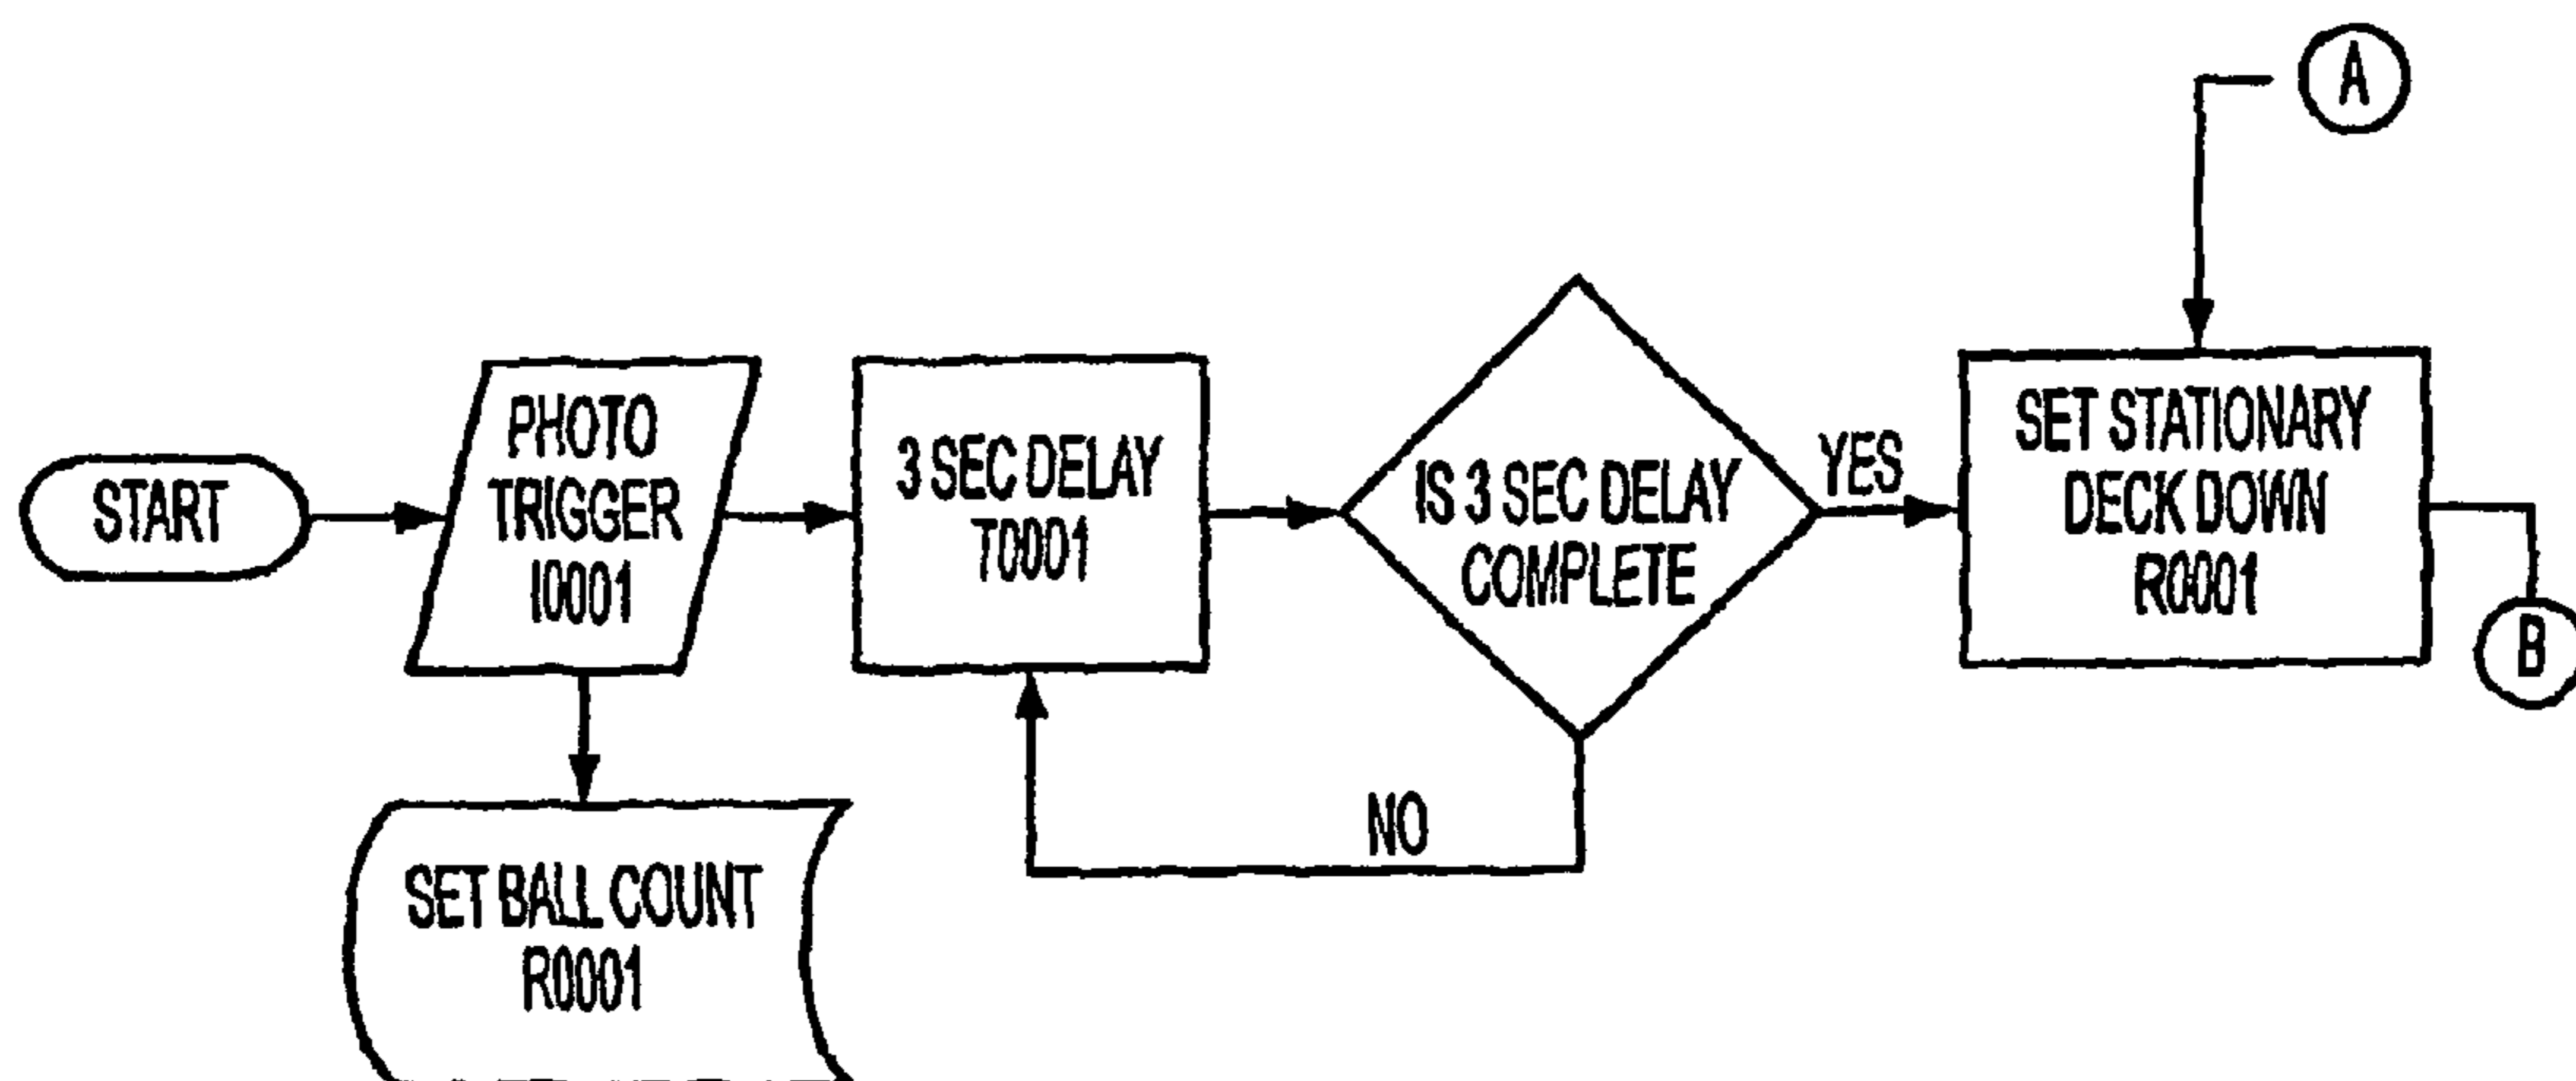 A
START
PHOTO
TRIGGER
I0001
3 SEC DELAY
T0001
IS 3 SEC DELAY
COMPLETE
YES
SET STATIONARY
DECK DOWN
R0001
B
NO
SET BALL COUNT
R0001